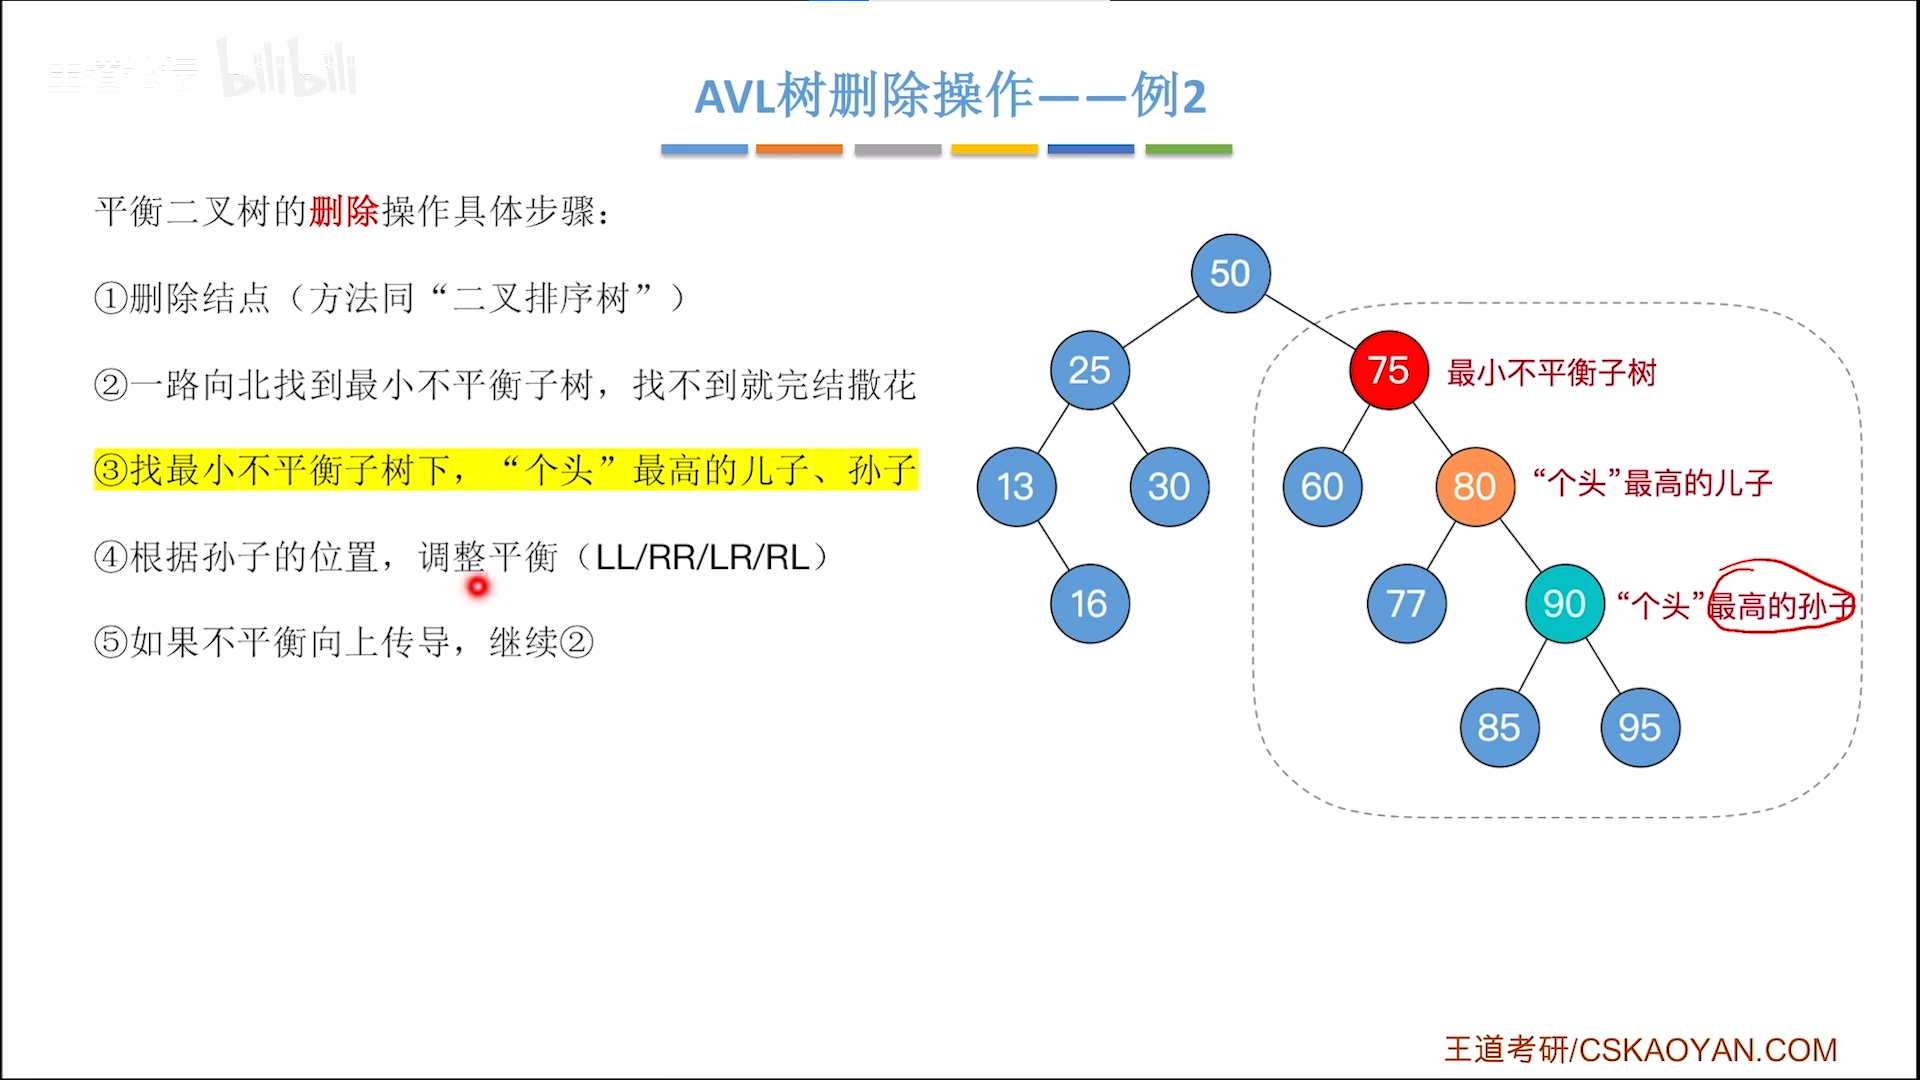 王道论坛 bilibili
AVL树删除操作——例2
平衡二叉树的删除操作具体步骤：
①删除结点（方法同“二叉排序树”）
②一路向北找到最小不平衡子树，找不到就完结撒花
③找最小不平衡子树下，“个头”最高的儿子、孙子
④根据孙子的位置，调整平衡（LL/RR/LR/RL）
⑤如果不平衡向上传导，继续②
50
25
75 最小不平衡子树
13
30
60
80 “个头”最高的儿子
16
77
90 “个头”最高的孙子
85
95
王道考研/CSKAOYAN.COM